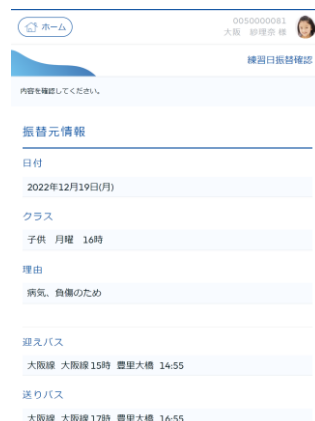 ホーム
0050000081
大阪 紗理奈 様
練習日振替確認
内容を確認してください。
振替元情報
日付
2022年12月19日(月)
クラス
子供 月曜 16時
理由
病気、負傷のため
迎えバス
大阪線 大阪線15時 豊里大橋 14:55
送りバス
大阪線 大阪線17時 豊里大橋 16:55